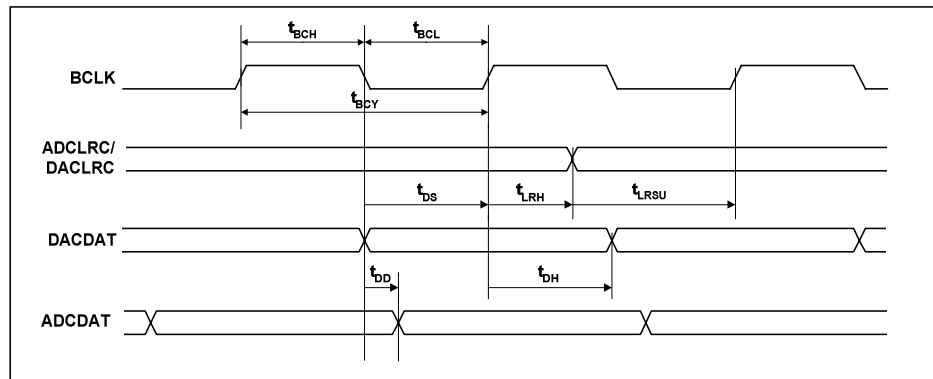 tBCH tBCL
BCLK
tBCY
ADCLRC/
DACLRC
tDS tLRH tLRSU
DACDAT
tDD tDH
ADCDAT